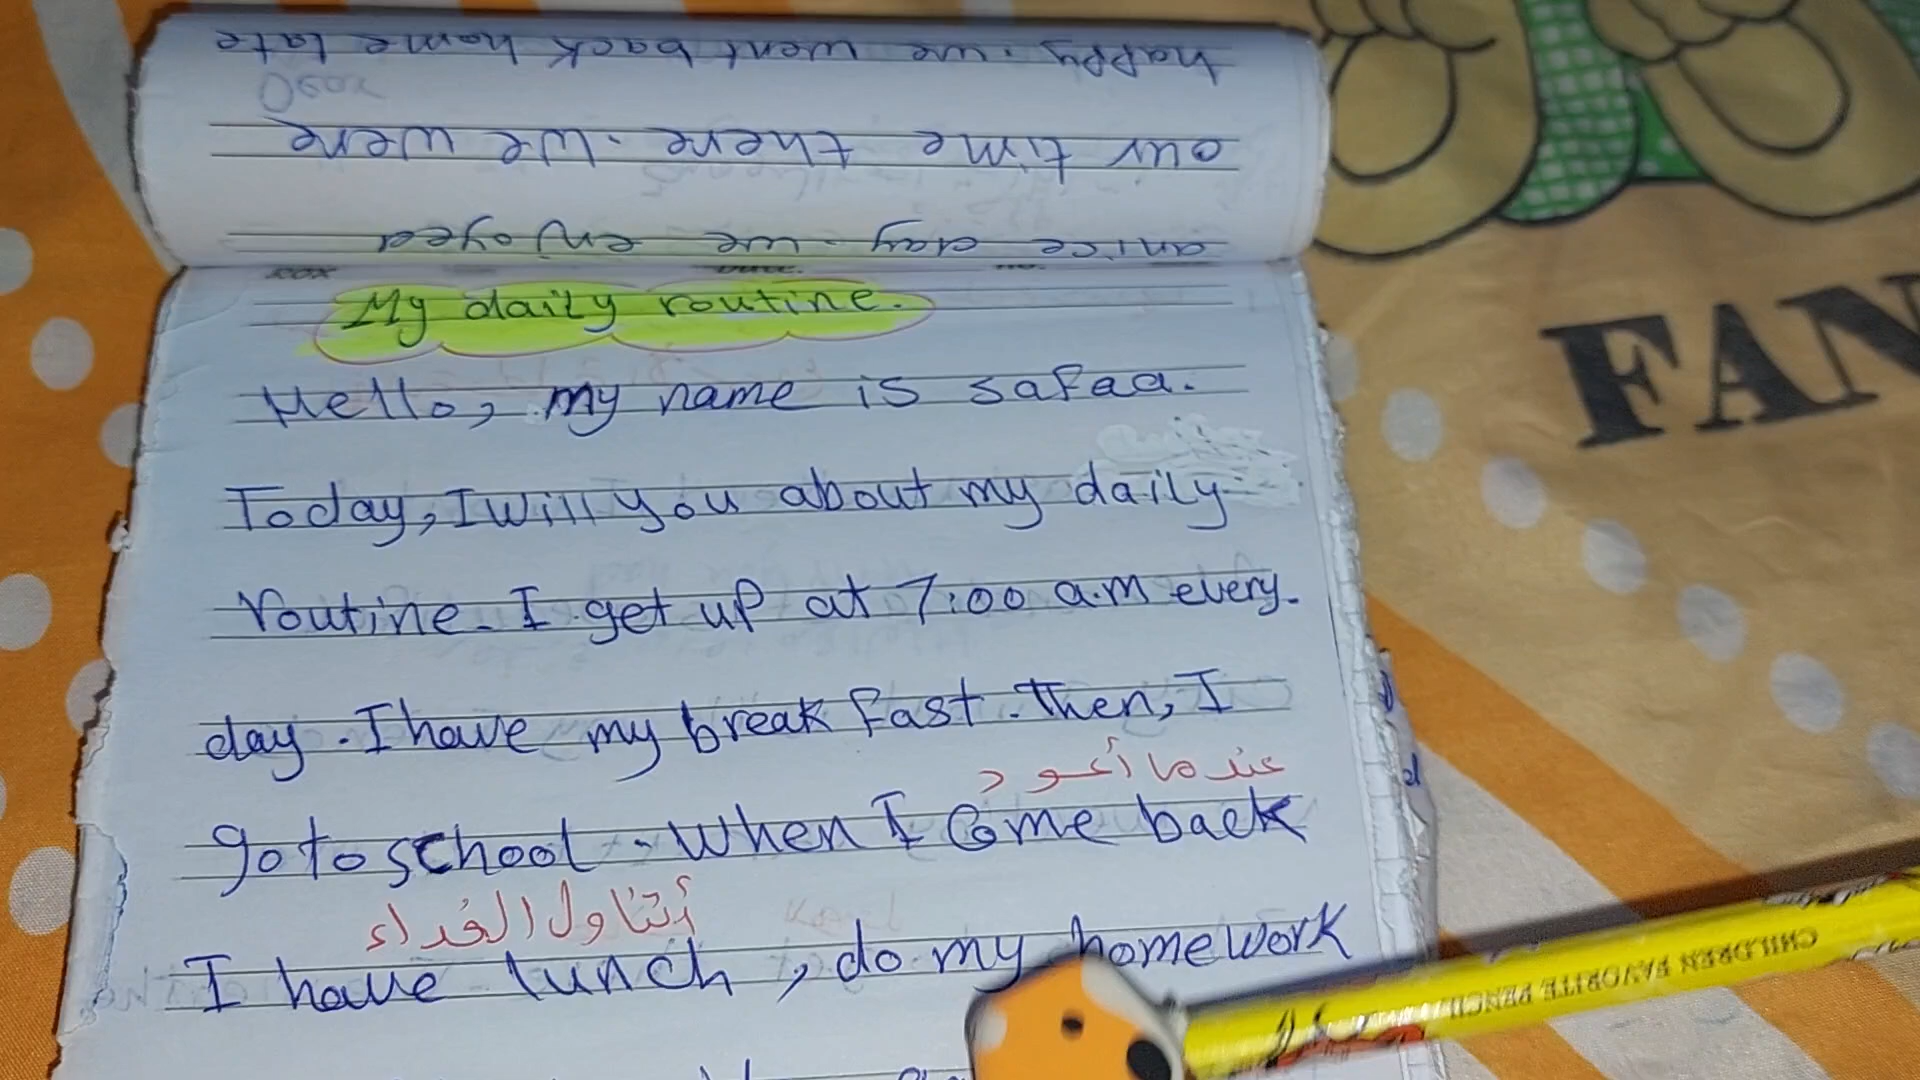 happy. we went back home late
our time there. we were
anice day. we enjoyed
My daily routine.
Hello, my name is safaa.
Today, I will you about my daily
routine. I get up at 7:00 a.m every.
day. I have my break fast. Then, I
عندما أعود
go to school. When I Come back
أتناول الغداء
I have lunch, do my homework
FAN
CHILDREN FAVORITE PENCIL